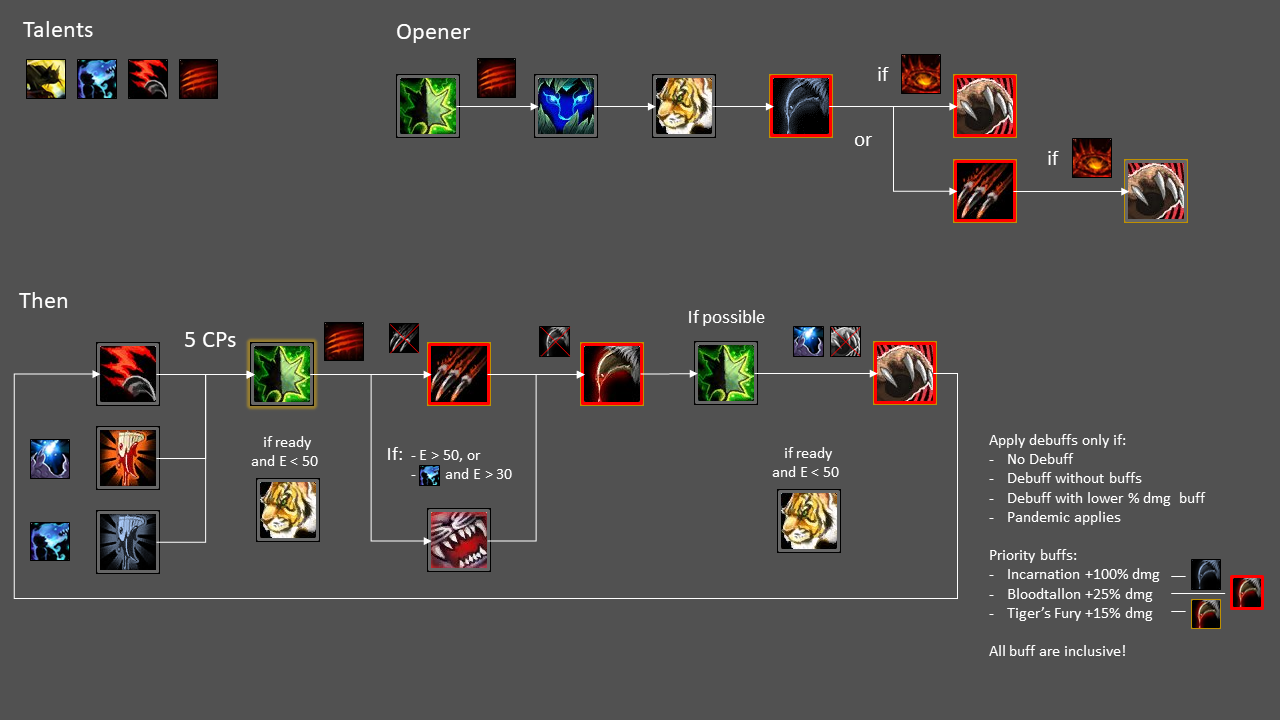 Talents
Opener
if
or
if
Then
5 CPs
If possible
if ready
and E < 50
If: - E > 50, or
- and E > 30
if ready
and E < 50
Apply debuffs only if:
- No Debuff
- Debuff without buffs
- Debuff with lower % dmg buff
- Pandemic applies
Priority buffs:
- Incarnation +100% dmg
- Bloodtallon +25% dmg
- Tiger's Fury +15% dmg
All buff are inclusive!